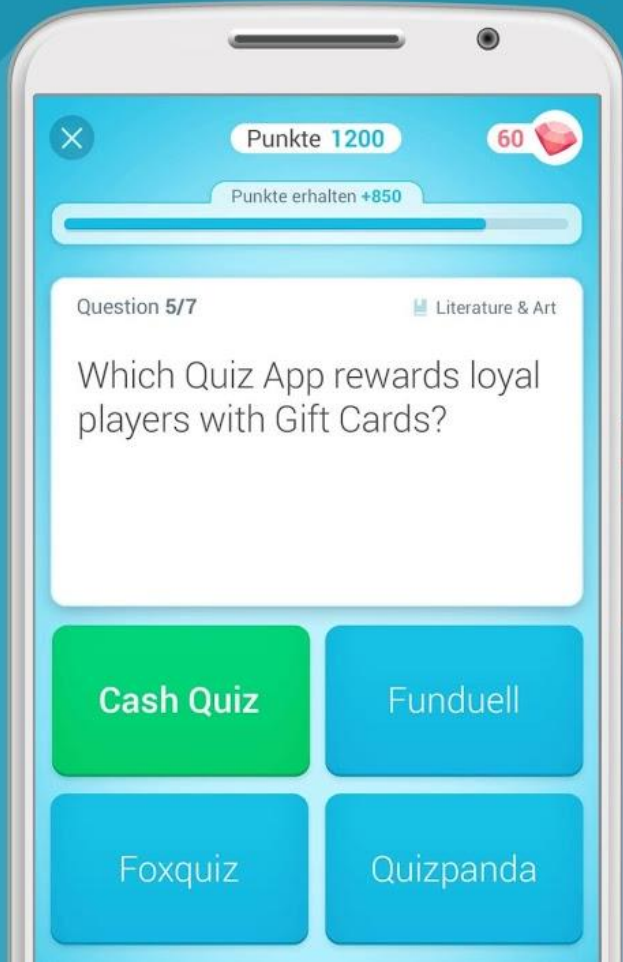 Punkte 1200
60
Punkte erhalten +850
Question 5/7
Literature & Art
Which Quiz App rewards loyal
players with Gift Cards?
Cash Quiz
Funduell
Foxquiz
Quizpanda